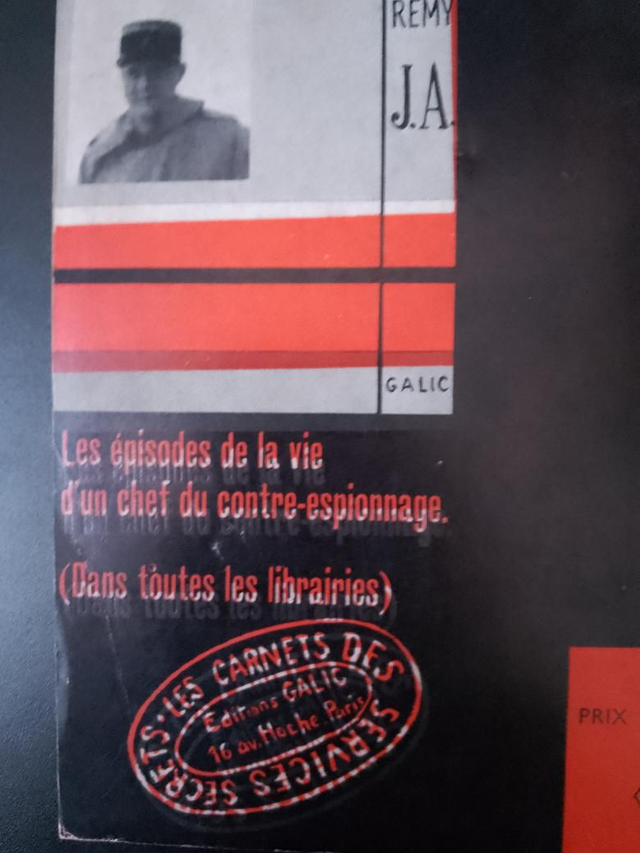 REMY
J.A.
GALIC
Les épisodes de la vie
d'un chef du contre-espionnage.
(Dans toutes les librairies)
LES CARNETS DES
SERVICES SECRETS.
Editions GALIC
16 av. Hoche. Paris
PRIX